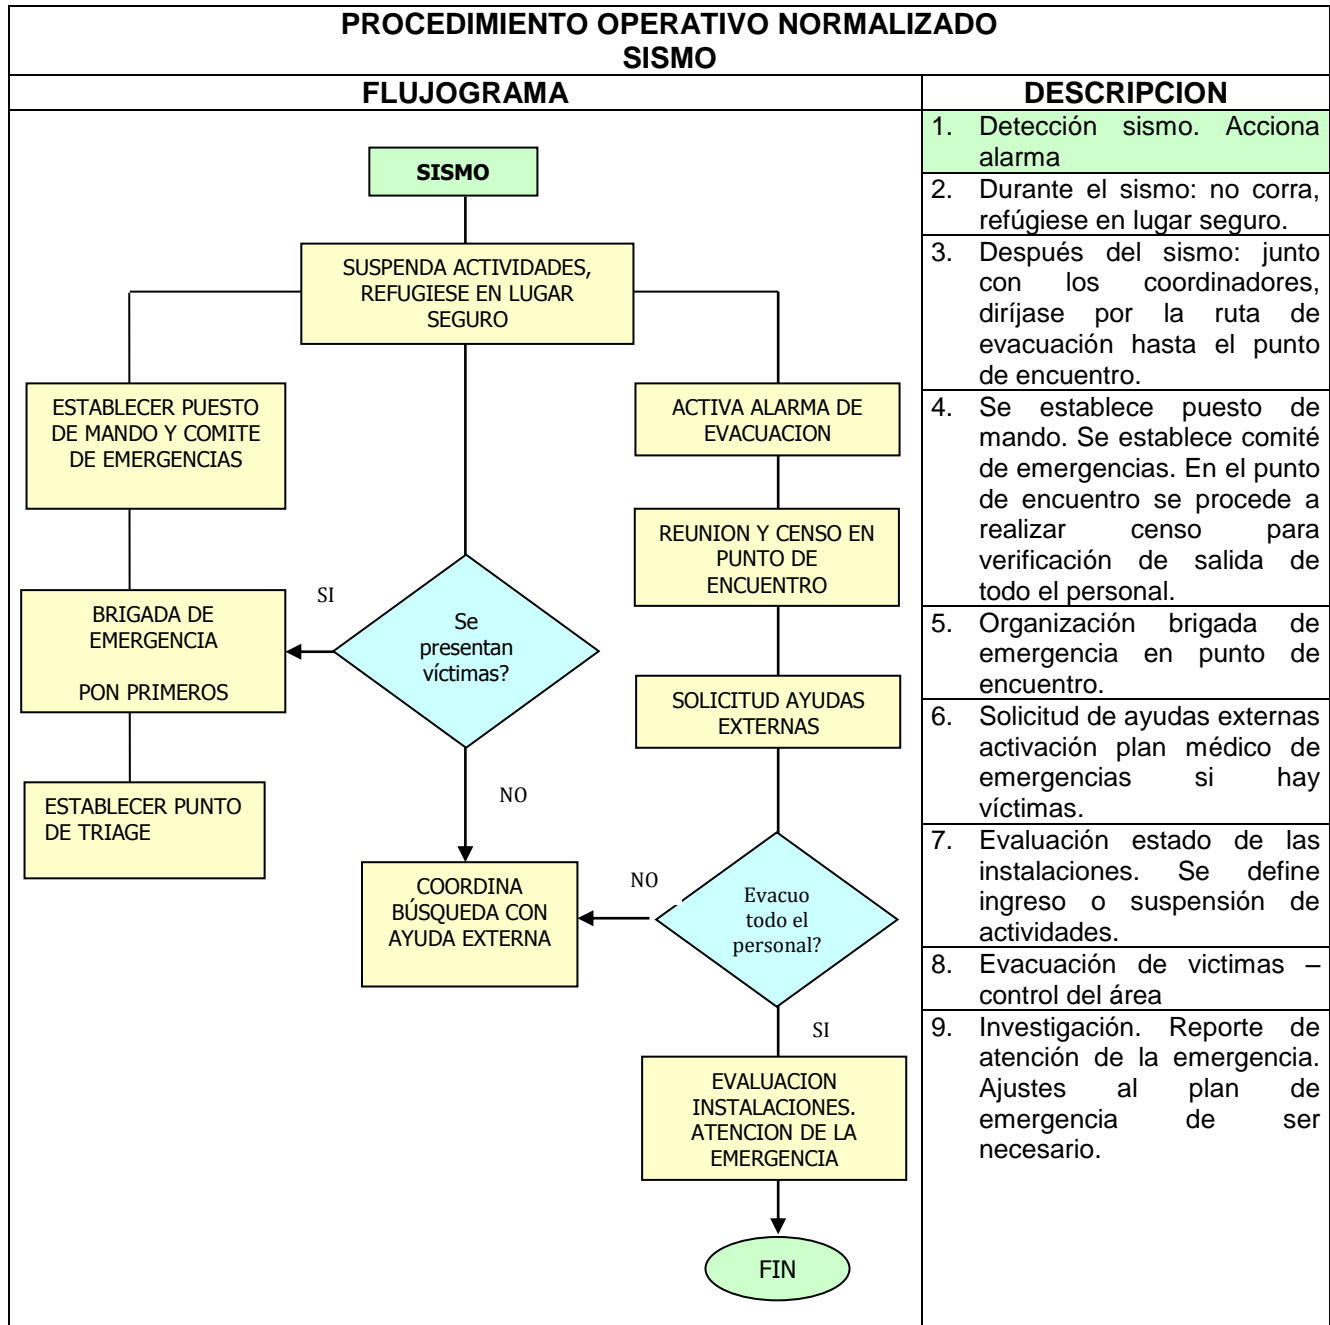 PROCEDIMIENTO OPERATIVO NORMALIZADO
SISMO
FLUJOGRAMA
SISMO
SUSPENDA ACTIVIDADES,
REFUGIESE EN LUGAR
SEGURO
ESTABLECER PUESTO
DE MANDO Y COMITE
DE EMERGENCIAS
ACTIVA ALARMA DE
EVACUACION
REUNION Y CENSO EN
PUNTO DE
ENCUENTRO
SI
Se
presentan
víctimas?
BRIGADA DE
EMERGENCIA
PON PRIMEROS
SOLICITUD AYUDAS
EXTERNAS
NO
ESTABLECER PUNTO
DE TRIAGE
COORDINA
BÚSQUEDA CON
AYUDA EXTERNA
NO
Evacuo
todo el
personal?
SI
EVALUACION
INSTALACIONES.
ATENCION DE LA
EMERGENCIA
FIN
DESCRIPCION
1. Detección sismo. Acciona
alarma
2. Durante el sismo: no corra,
refúgiese en lugar seguro.
3. Después del sismo: junto
con los coordinadores,
diríjase por la ruta de
evacuación hasta el punto
de encuentro.
4. Se establece puesto de
mando. Se establece comité
de emergencias. En el punto
de encuentro se procede a
realizar censo para
verificación de salida de
todo el personal.
5. Organización brigada de
emergencia en punto de
encuentro.
6. Solicitud de ayudas externas
activación plan médico de
emergencias si hay
víctimas.
7. Evaluación estado de las
instalaciones. Se define
ingreso o suspensión de
actividades.
8. Evacuación de victimas –
control del área
9. Investigación. Reporte de
atención de la emergencia.
Ajustes al plan de
emergencia de ser
necesario.